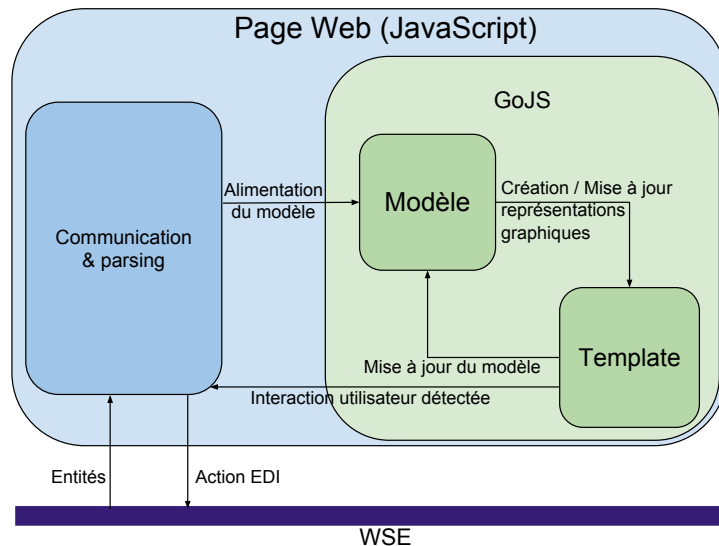 Page Web (JavaScript)
GoJS
Communication
& parsing
Alimentation
du modèle
Modèle
Création / Mise à jour
représentations
graphiques
Template
Mise à jour du modèle
Interaction utilisateur détectée
Entités
Action EDI
WSE